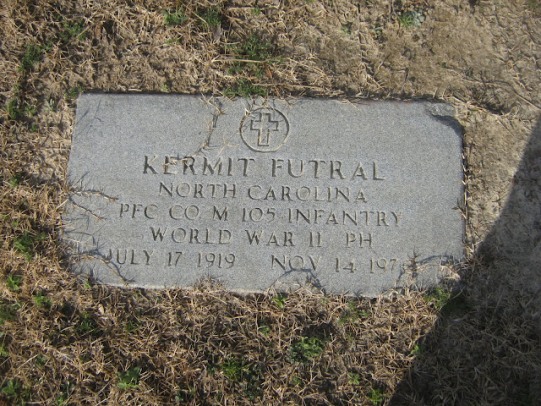 KERMIT FUTRAL
NORTH CAROLINA
PFC CO M 105 INFANTRY
WORLD WAR II PH
JULY 17 1919 NOV 14